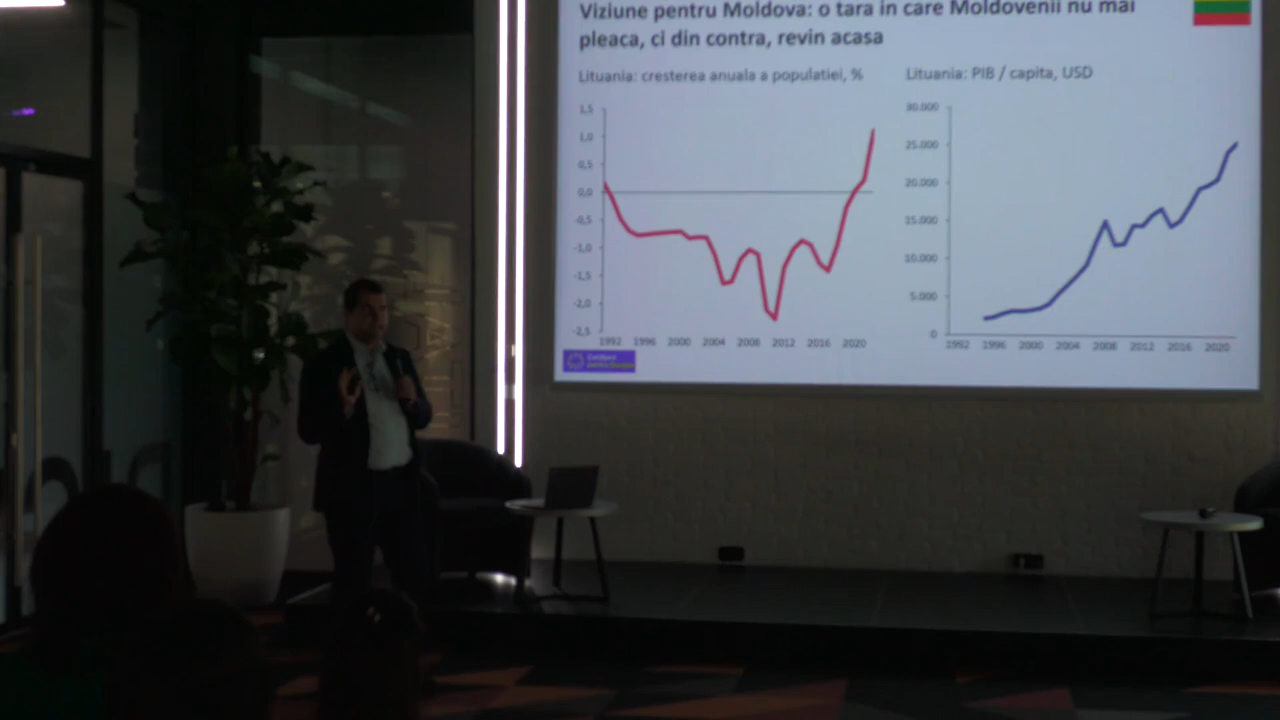 Viziune pentru Moldova: o tara in care Moldovenii nu mai
pleaca, ci din contra, revin acasa
Lituania: cresterea anuala a populatiei, %
1,5
1,0
0,5
0,0
-0,5
-1,0
-1,5
-2,0
-2,5
1992 1996 2000 2004 2008 2012 2016 2020
Lituania: PIB / capita, USD
30.000
25.000
20.000
15.000
10.000
5.000
0
1992 1996 2000 2004 2008 2012 2016 2020